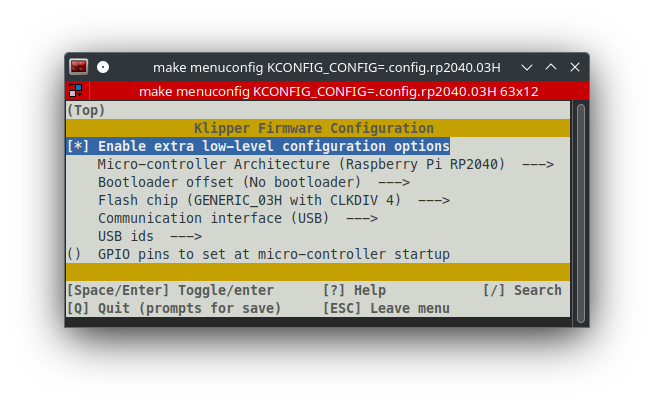 make menuconfig KCONFIG_CONFIG=.config.rp2040.03H
make menuconfig KCONFIG_CONFIG=.config.rp2040.03H 63x12
(Top)
Klipper Firmware Configuration
[*] Enable extra low-level configuration options
Micro-controller Architecture (Raspberry Pi RP2040)  --->
Bootloader offset (No bootloader)  --->
Flash chip (GENERIC_03H with CLKDIV 4)  --->
Communication interface (USB)  --->
USB ids  --->
()  GPIO pins to set at micro-controller startup
[Space/Enter] Toggle/enter      [?] Help            [/] Search
[Q] Quit (prompts for save)     [ESC] Leave menu